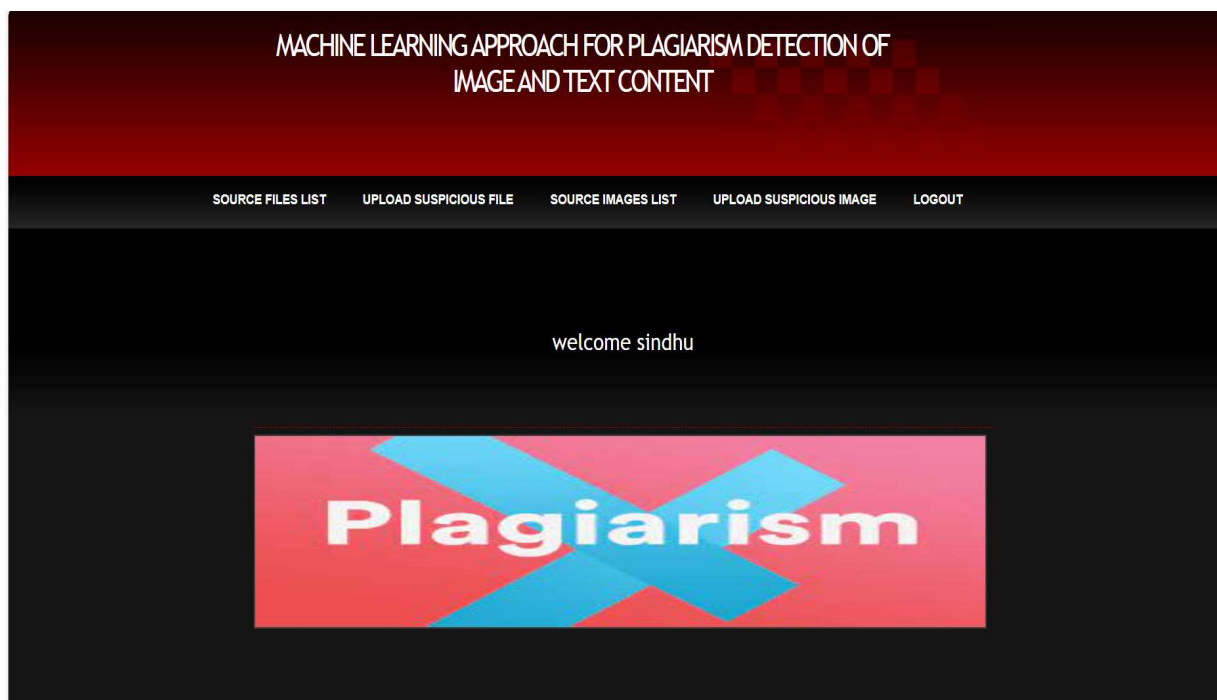 MACHINE LEARNING APPROACH FOR PLAGIARISM DETECTION OF
IMAGE AND TEXT CONTENT
SOURCE FILES LIST UPLOAD SUSPICIOUS FILE SOURCE IMAGES LIST UPLOAD SUSPICIOUS IMAGE LOGOUT
welcome sindhu
Plagiarism